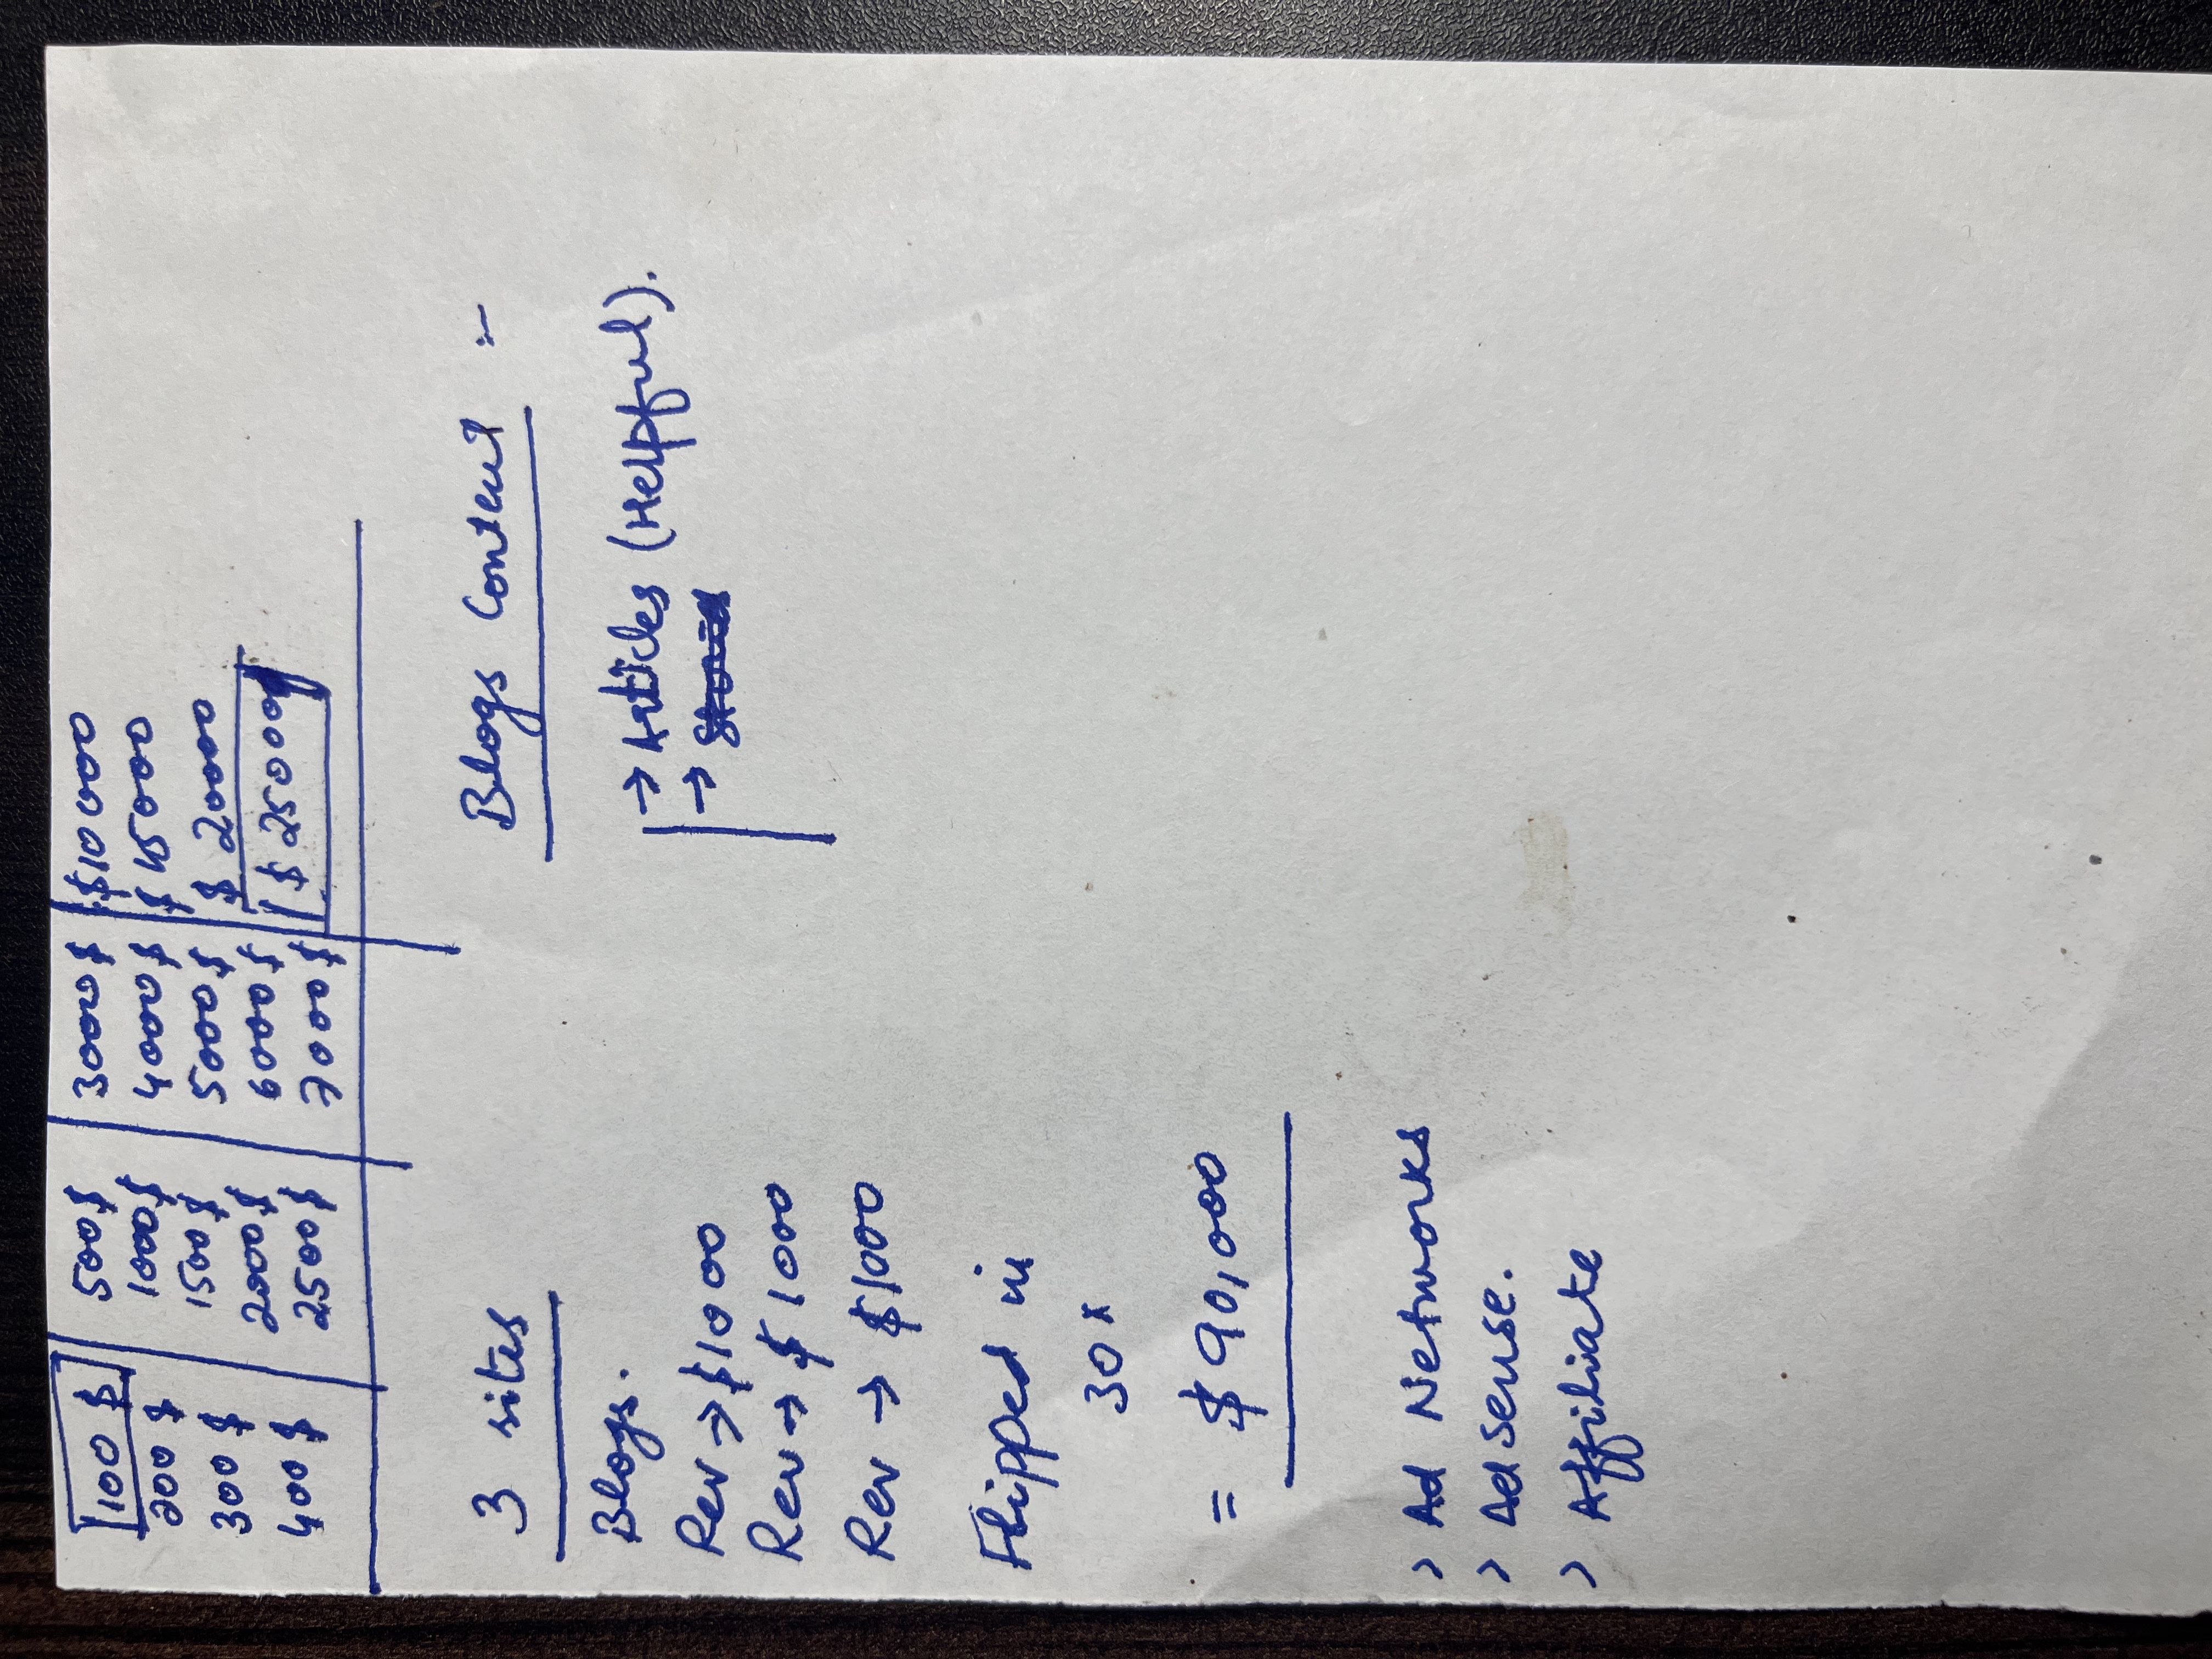 100 $
200 $
300 $
400 $
500 $
1000 $
1500 $
2000 $
2500 $
3000 $
4000 $
5000 $
6000 $
7000 $
$10000
$ 15000
$ 20000
$ 25000
3 sites
Blogs.
Rev → $1000
Rev → $1000
Rev → $1000
Flipped in
30x
= $ 90,000
> Ad Networks
> Adsense.
> Affiliate
Blogs Content :-
→ Articles (Helpful).
→